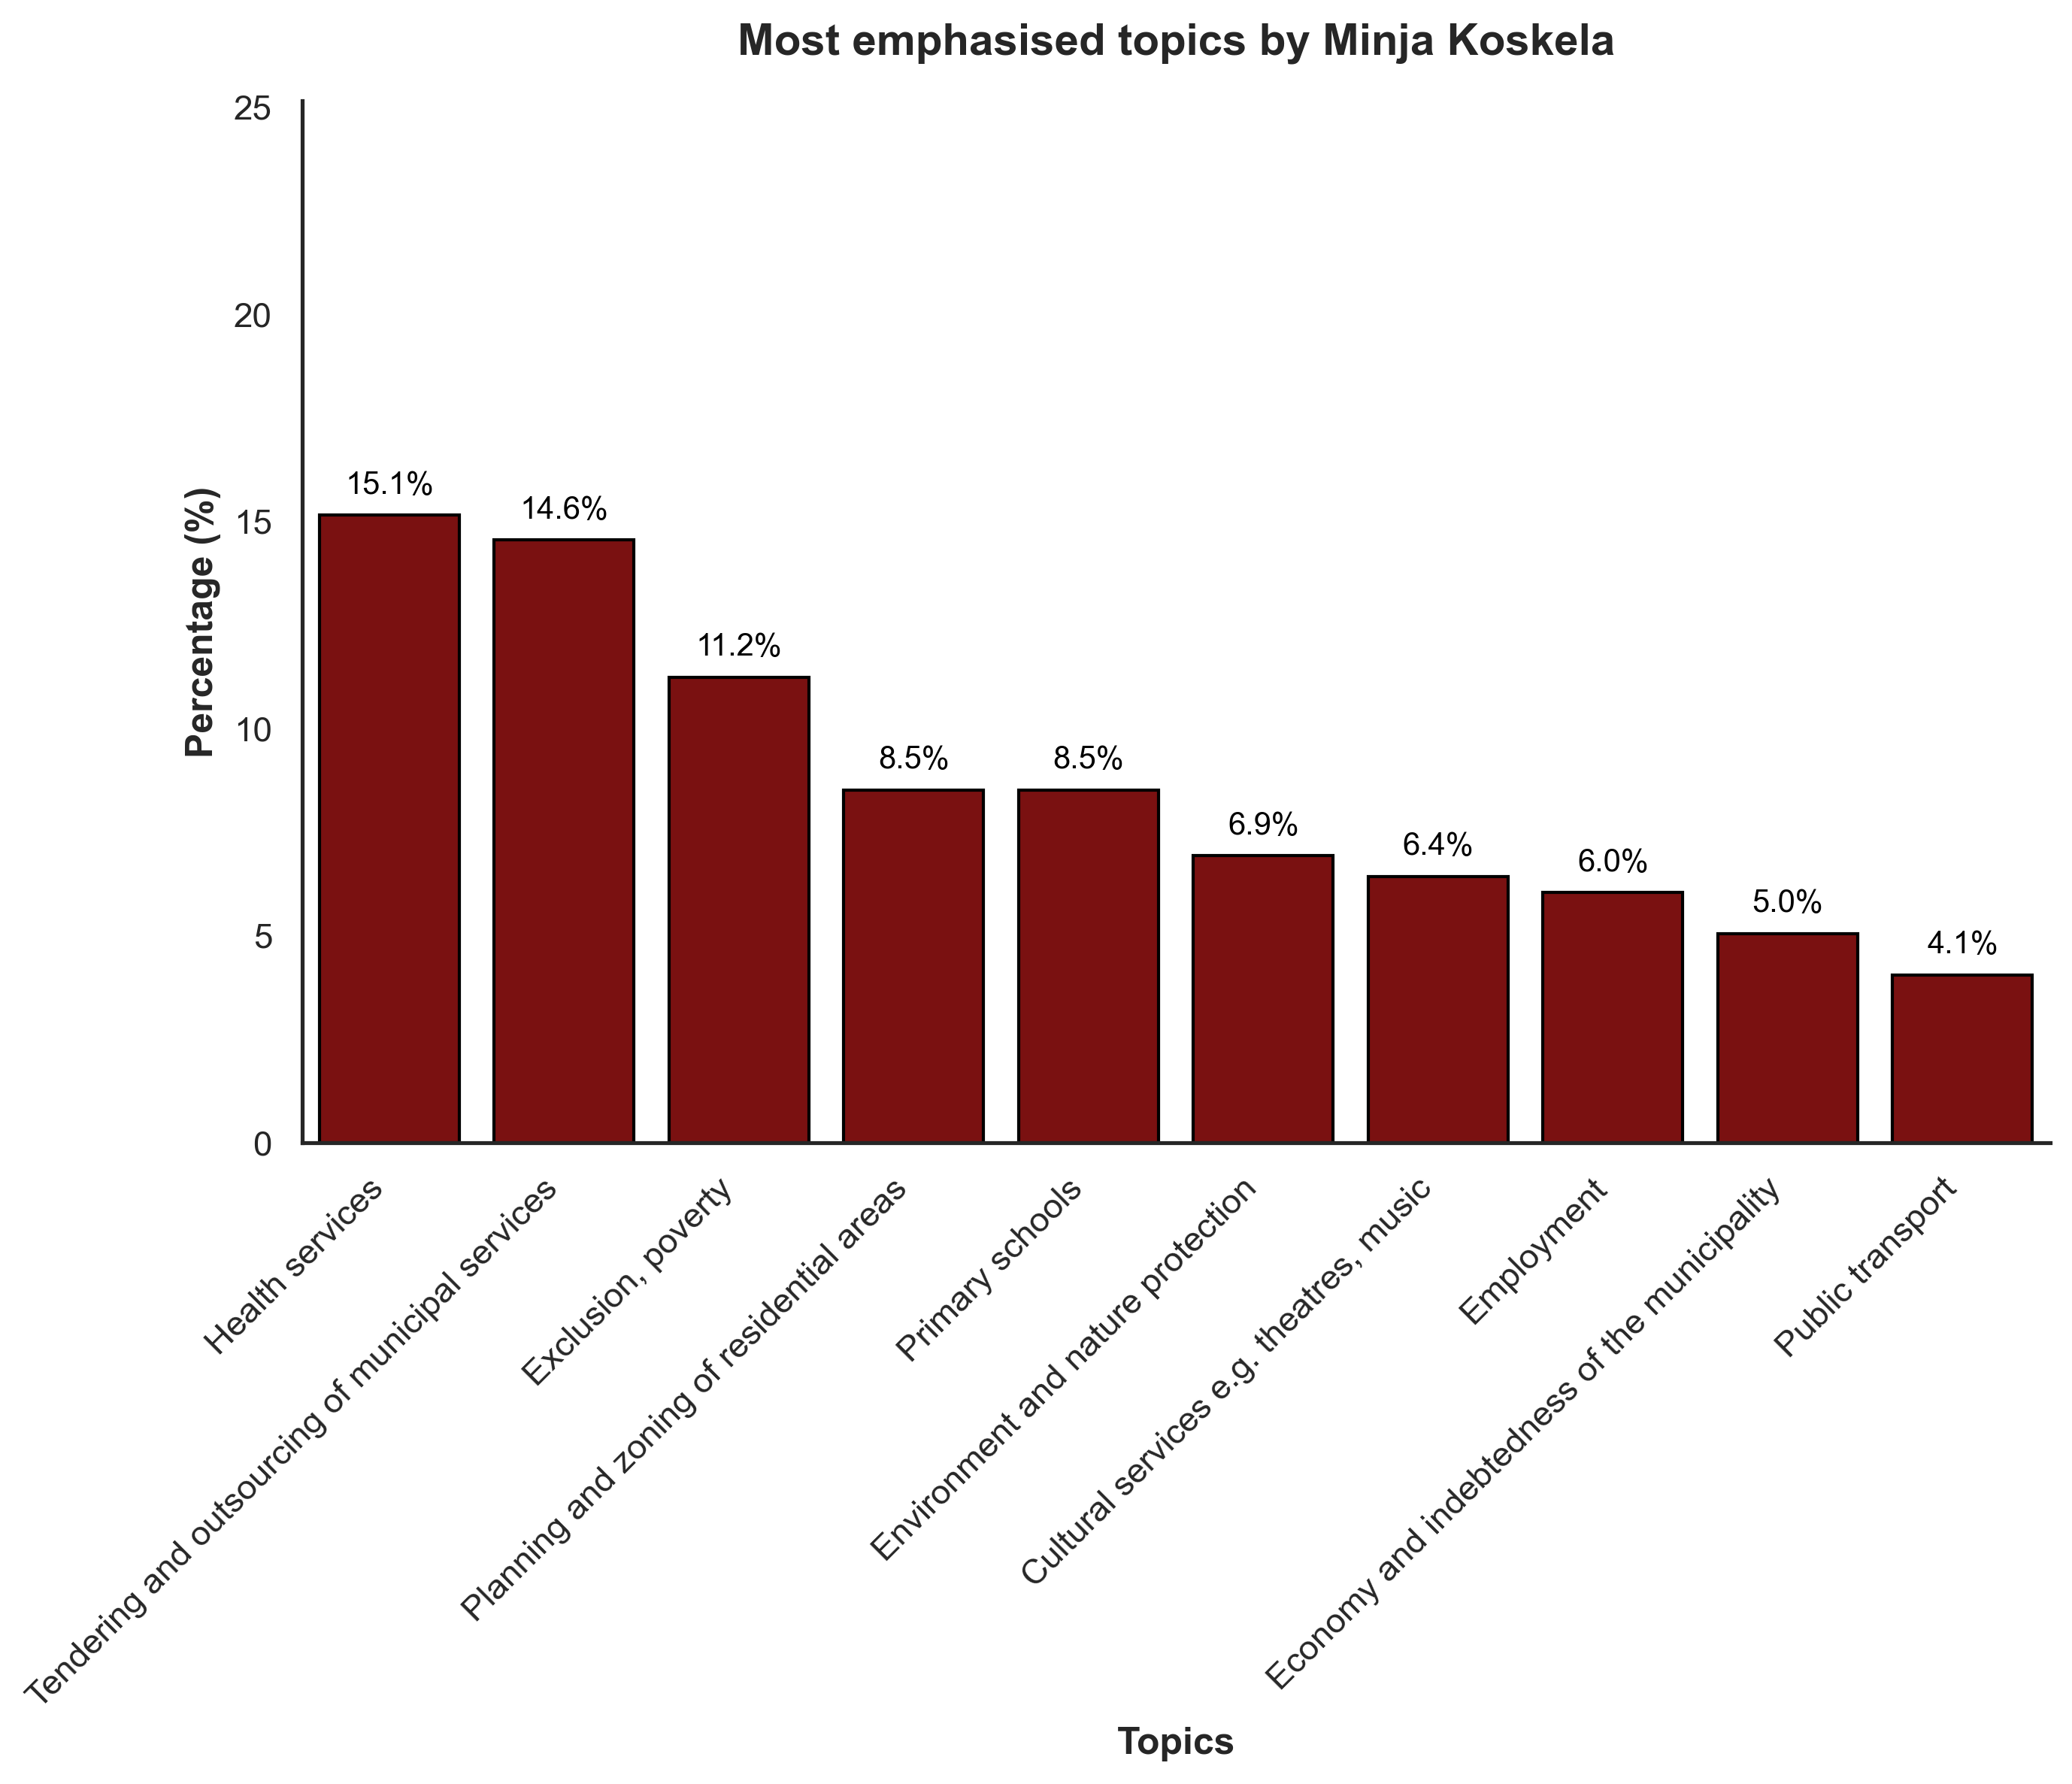 Most emphasised topics by Minja Koskela
Percentage (%)
25
20
15
10
5
0
15.1%
14.6%
11.2%
8.5%
8.5%
6.9%
6.4%
6.0%
5.0%
4.1%
Health services
Tendering and outsourcing of municipal services
Exclusion, poverty
Planning and zoning of residential areas
Primary schools
Environment and nature protection
Cultural services e.g. theatres, music
Employment
Economy and indebtedness of the municipality
Public transport
Topics